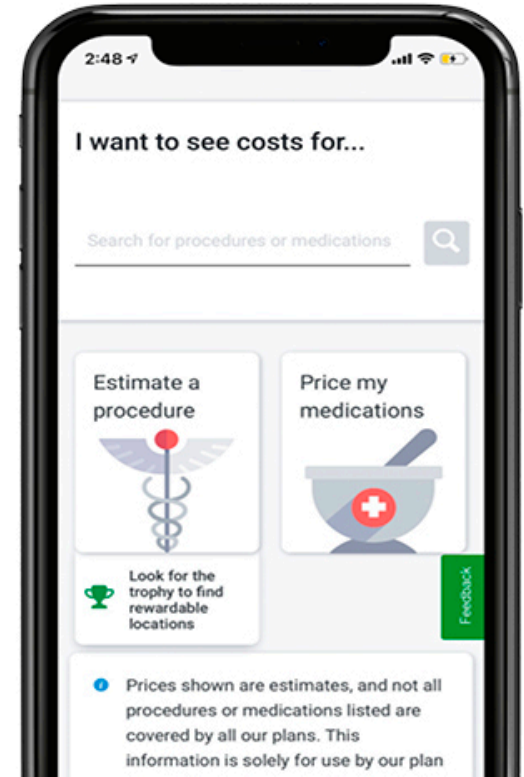 2:48
I want to see costs for...
Search for procedures or medications
Estimate a
procedure
Price my
medications
Look for the
trophy to find
rewardable
locations
Feedback
Prices shown are estimates, and not all
procedures or medications listed are
covered by all our plans. This
information is solely for use by our plan